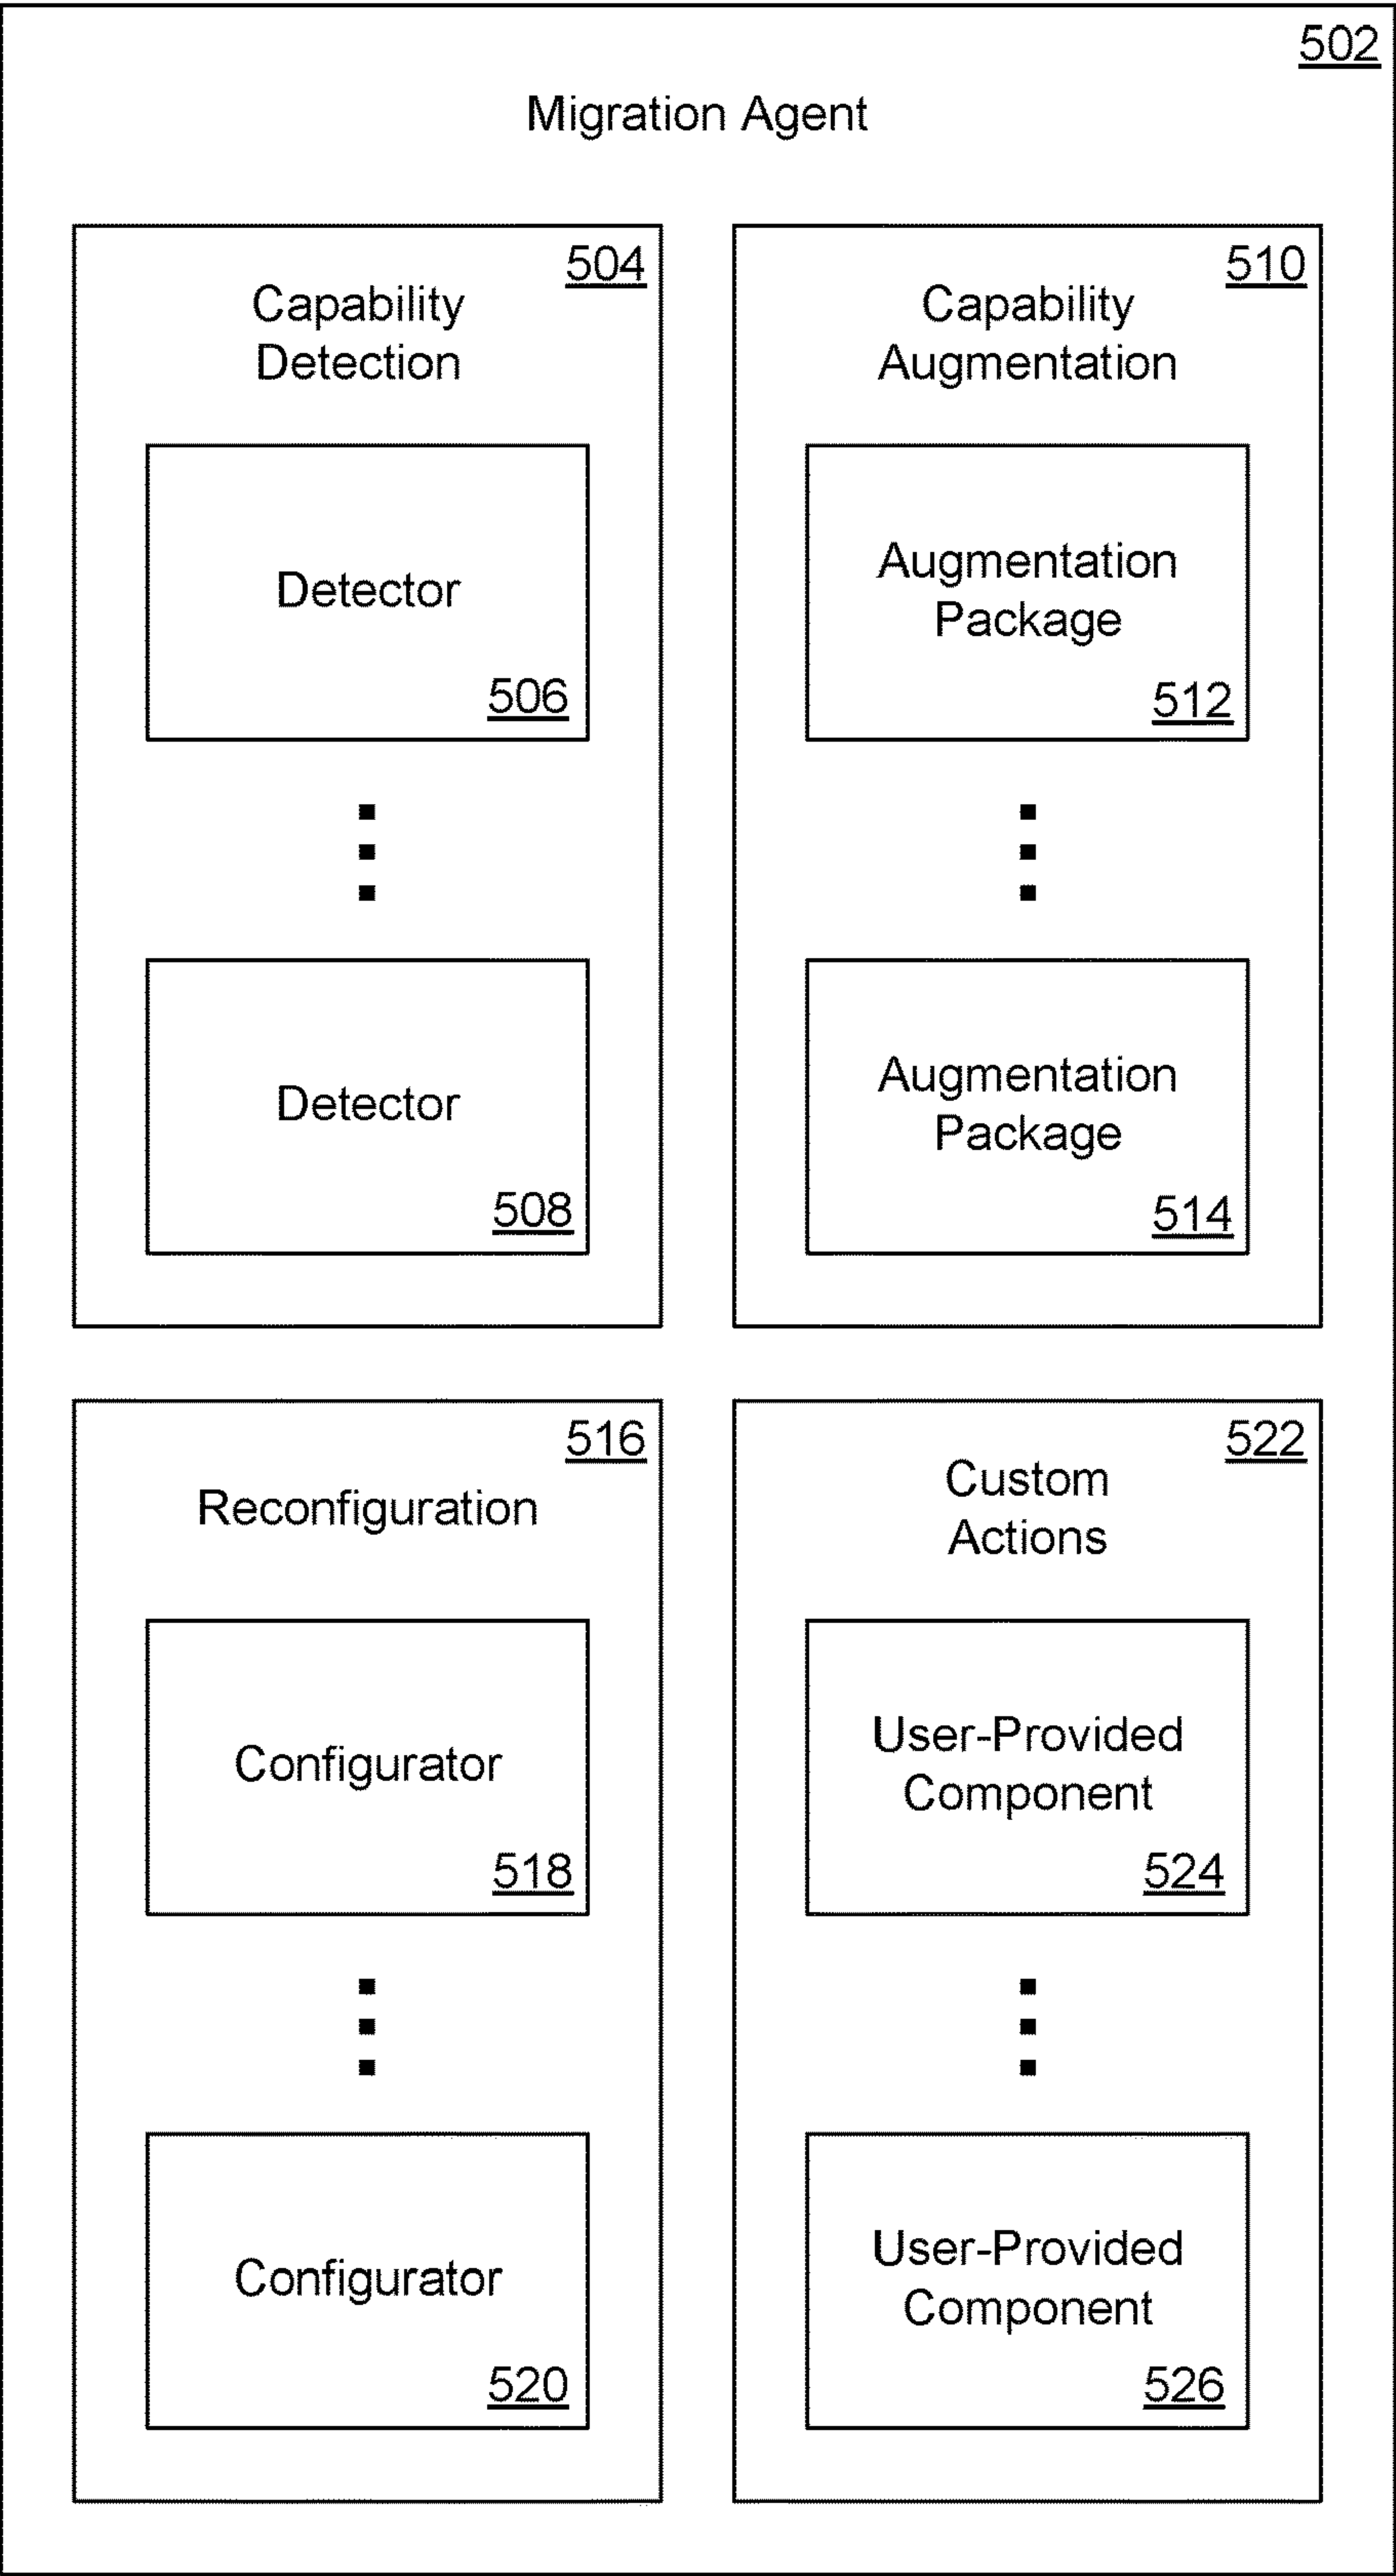 502
Migration Agent
504
Capability
Detection
Detector
506
Detector
508
510
Capability
Augmentation
Augmentation
Package
512
Augmentation
Package
514
516
Reconfiguration
Configurator
518
Configurator
520
522
Custom
Actions
User-Provided
Component
524
User-Provided
Component
526